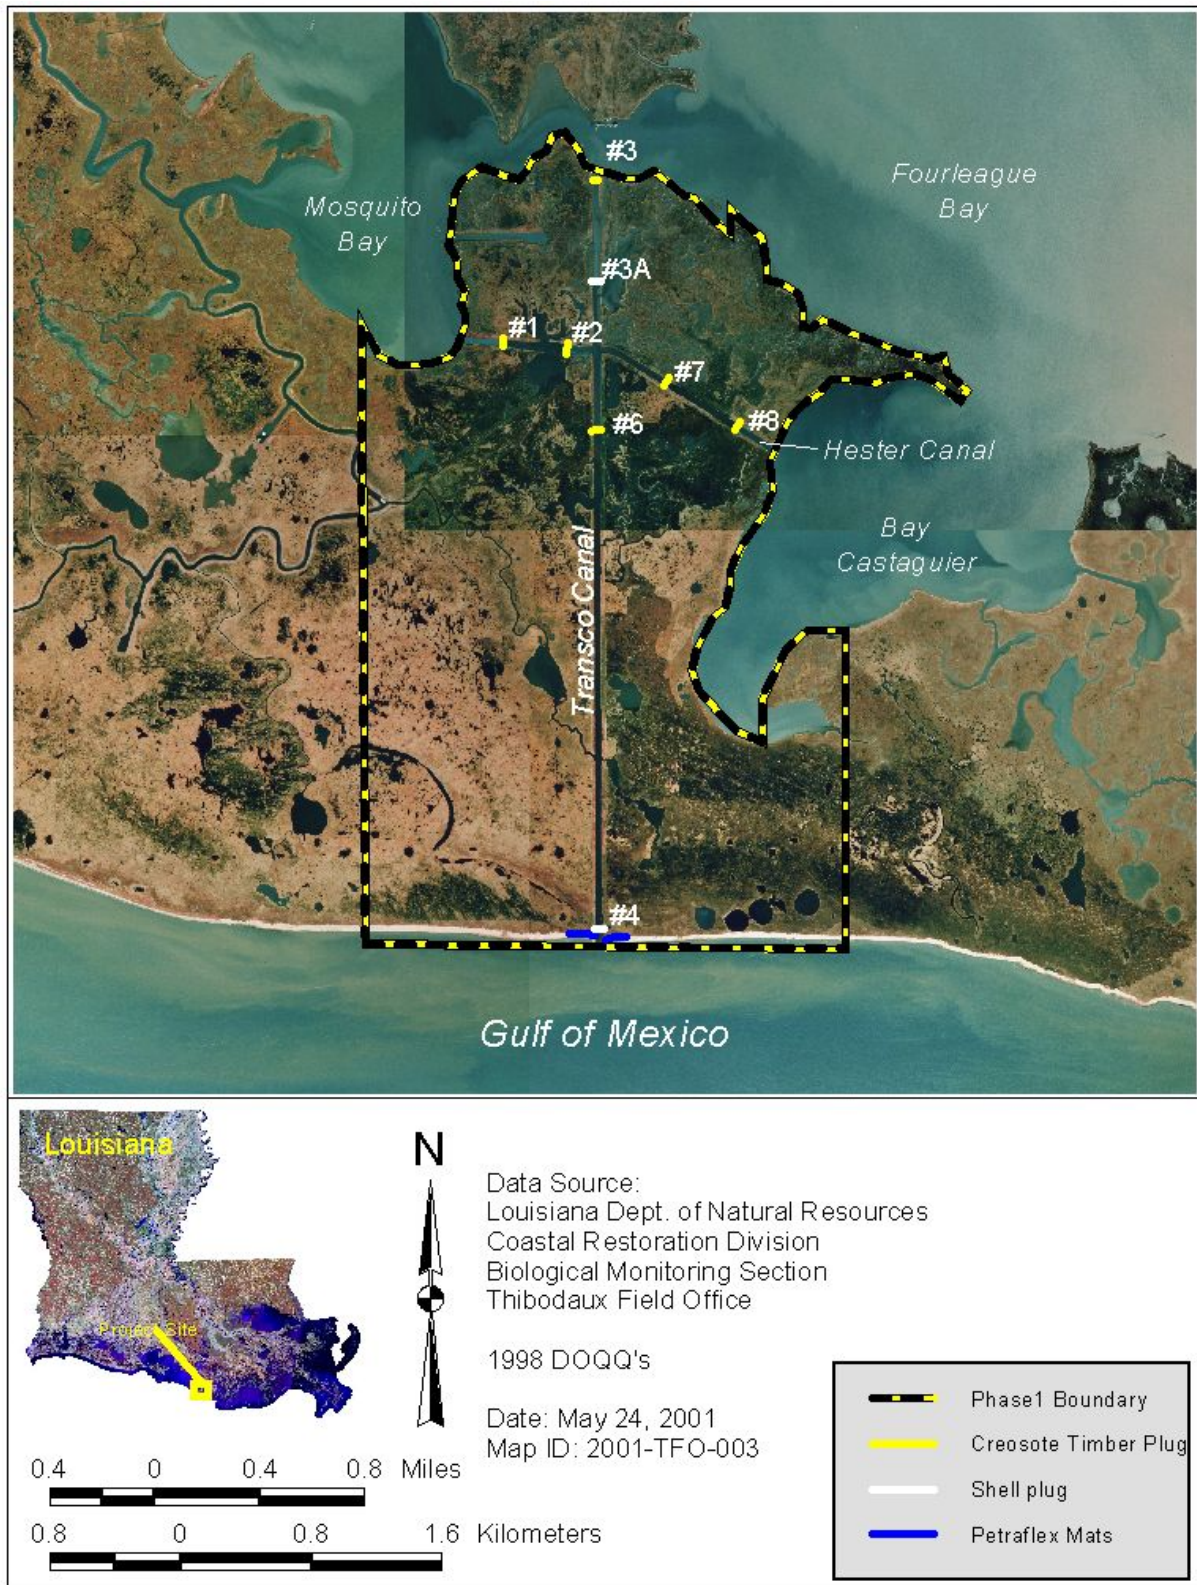 #3
Fourleague
Bay
Mosquito
Bay
#3A
#1
#2
#7
#6
#8
Hester Canal
Bay
Castaguier
Transco Canal
#4
Gulf of Mexico
Louisiana
Project Site
N
Data Source:
Louisiana Dept. of Natural Resources
Coastal Restoration Division
Biological Monitoring Section
Thibodaux Field Office
1998 DOQQ's
Date: May 24, 2001
Map ID: 2001-TFO-003
0.4 0 0.4 0.8 Miles
0.8 0 0.8 1.6 Kilometers
Phase1 Boundary
Creosote Timber Plug
Shell plug
Petraflex Mats